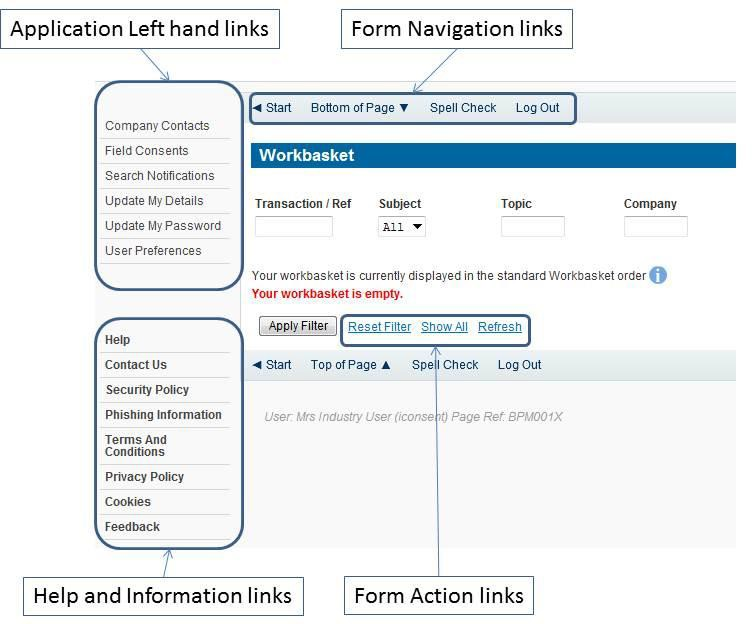 Application Left hand links
Form Navigation links
◄ Start Bottom of Page ▼ Spell Check Log Out
Company Contacts
Field Consents
Search Notifications
Update My Details
Update My Password
User Preferences
Workbasket
Transaction / Ref Subject Topic Company
All ▼
Your workbasket is currently displayed in the standard Workbasket order i
Your workbasket is empty.
Apply Filter Reset Filter Show All Refresh
◄ Start Top of Page ▲ Spell Check Log Out
User: Mrs Industry User (iconsent) Page Ref: BPM001X
Help
Contact Us
Security Policy
Phishing Information
Terms And
Conditions
Privacy Policy
Cookies
Feedback
Help and Information links
Form Action links